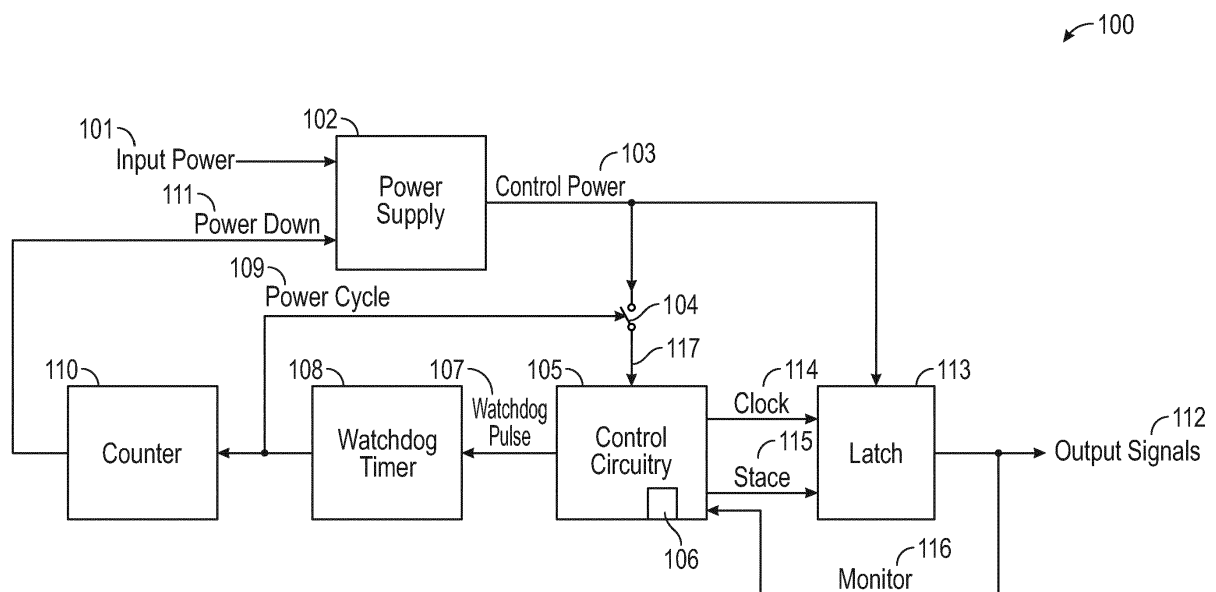 100
101
Input Power
102
Power
Supply
103
Control Power
111
Power Down
109
Power Cycle
104
117
110
Counter
108
Watchdog
Timer
107
Watchdog
Pulse
105
Control
Circuitry
106
114
Clock
115
Stace
113
Latch
112
Output Signals
116
Monitor